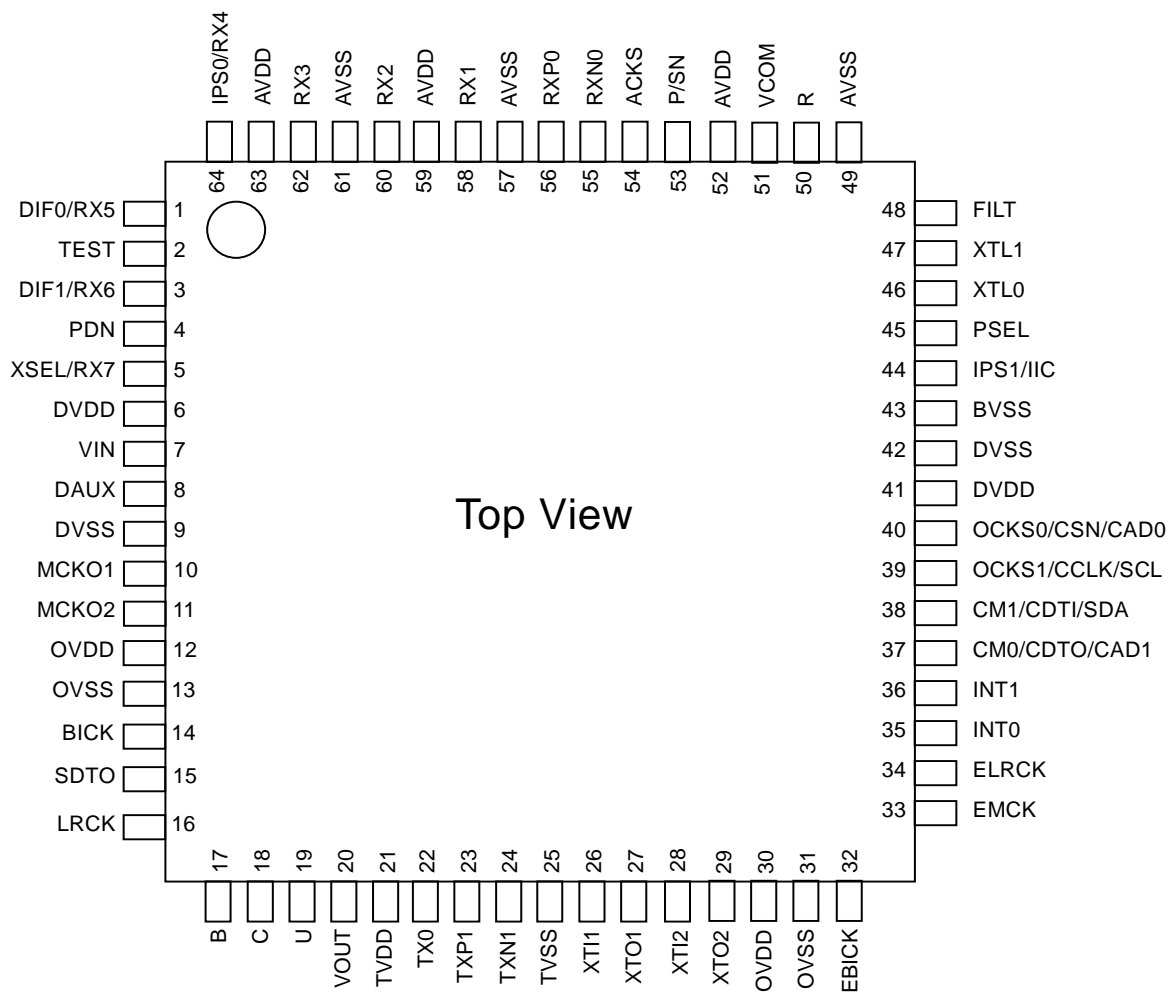 IPS0/RX4
AVDD
RX3
AVSS
RX2
AVDD
RX1
AVSS
RXP0
RXN0
ACKS
P/SN
AVDD
VCOM
R
AVSS
64
63
62
61
60
59
58
57
56
55
54
53
52
51
50
49
DIF0/RX5 1
TEST 2
DIF1/RX6 3
PDN 4
XSEL/RX7 5
DVDD 6
VIN 7
DAUX 8
DVSS 9
MCKO1 10
MCKO2 11
OVDD 12
OVSS 13
BICK 14
SDTO 15
LRCK 16
Top View
48 FILT
47 XTL1
46 XTL0
45 PSEL
44 IPS1/IIC
43 BVSS
42 DVSS
41 DVDD
40 OCKS0/CSN/CAD0
39 OCKS1/CCLK/SCL
38 CM1/CDTI/SDA
37 CM0/CDTO/CAD1
36 INT1
35 INT0
34 ELRCK
33 EMCK
17
18
19
20
21
22
23
24
25
26
27
28
29
30
31
32
B
C
U
VOUT
TVDD
TX0
TXP1
TXN1
TVSS
XTI1
XTO1
XTI2
XTO2
OVDD
OVSS
EBICK